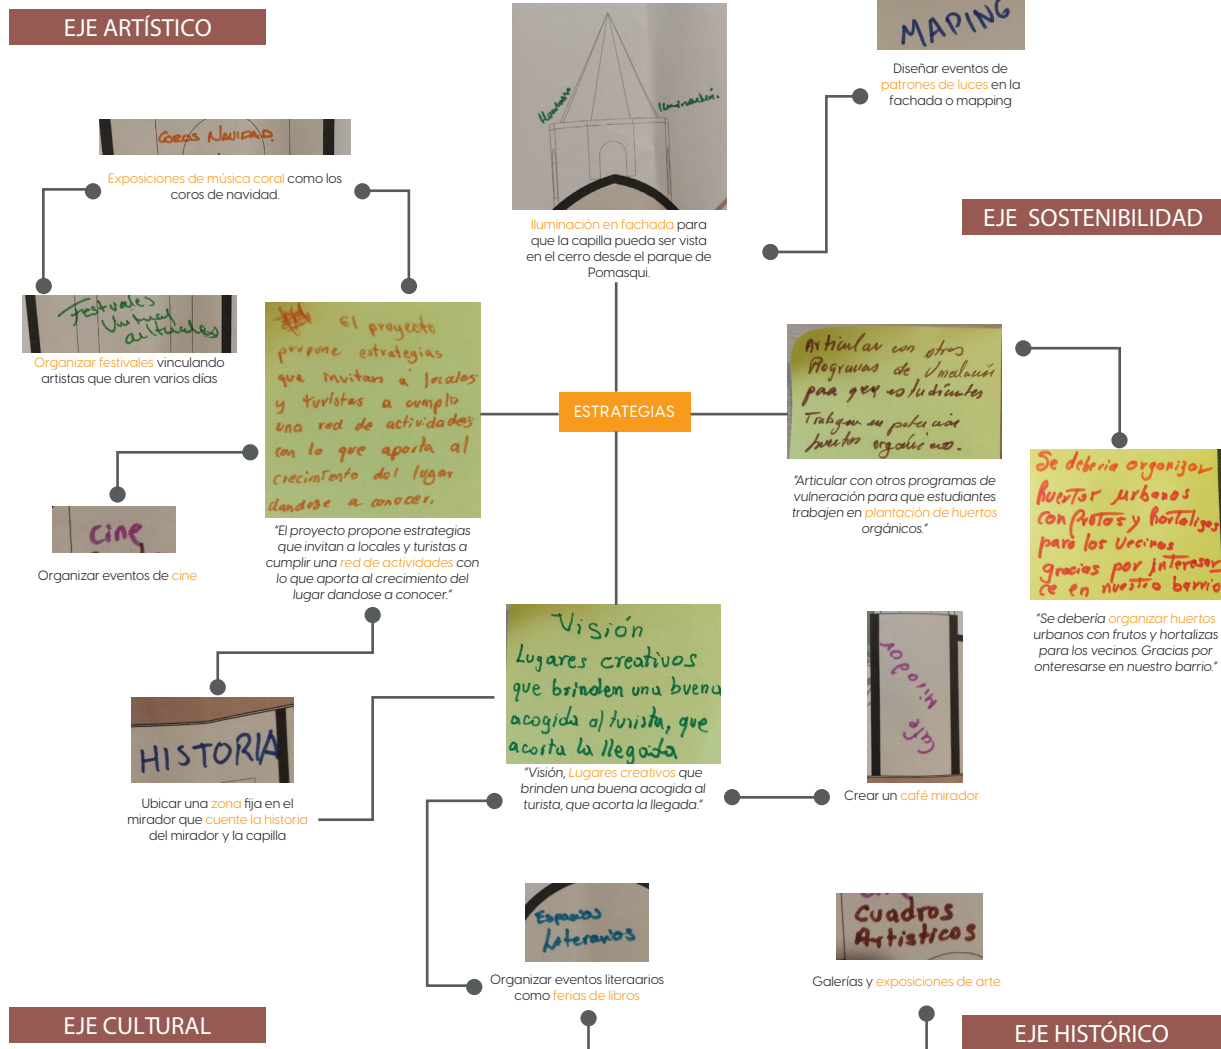 EJE ARTÍSTICO
MAPING
Diseñar eventos de
patrones de luces en la
fachada o mapping
Iluminación.
COROS NAVIDAD.
Exposiciones de música coral como los
coros de navidad.
EJE SOSTENIBILIDAD
Iluminación en fachada para
que la capilla pueda ser vista
en el cerro desde el parque de
Pomasqui.
Festivales
Virtual
culturales
Organizar festivales vinculando
artistas que duren varios días
El proyecto
propone estrategias
que invitan a locales
y turistas a cumplir
una red de actividades
con lo que aporta al
crecimiento del lugar
dandose a conocer.
"El proyecto propone estrategias
que invitan a locales y turistas a
cumplir una red de actividades con
lo que aporta al crecimiento del
lugar dandose a conocer."
ESTRATEGIAS
Articular con otros
Programas de Vinculación
para que estudiantes
Trabajen en potenciar
huertos orgánicos.
"Articular con otros programas de
vulneración para que estudiantes
trabajen en plantación de huertos
orgánicos."
Se deberia organizar
huertos urbanos
con frutos y hortalizas
para los vecinos
gracias por interesar
ce en nuestro barrio
"Se debería organizar huertos
urbanos con frutos y hortalizas
para los vecinos. Gracias por
onteresarse en nuestro barrio."
cine
Organizar eventos de cine
Visión
Lugares creativos
que brinden una buena
acogida al turista, que
acorta la llegada
"Visión, Lugares creativos que
brinden una buena acogida al
turista, que acorta la llegada."
Café Mirador
Crear un café mirador
HISTORIA
Ubicar una zona fija en el
mirador que cuente la historia
del mirador y la capilla
Espacios
Literarios
Organizar eventos literaarios
como ferias de libros
Cuadros
Artisticos
Galerías y exposiciones de arte
EJE CULTURAL
EJE HISTÓRICO